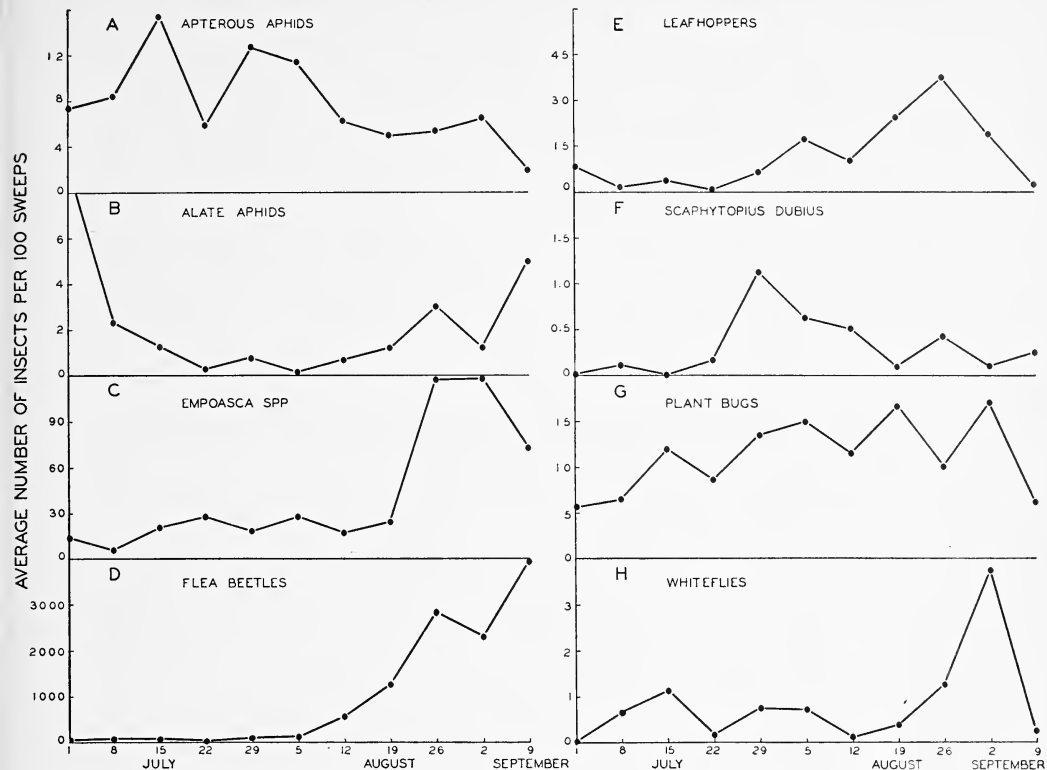 AVERAGE NUMBER OF INSECTS PER 100 SWEEPS
A APTEROUS APHIDS
12
8
4
0
B ALATE APHIDS
6
4
2
0
C EMPOASCA SPP
90
60
30
0
D FLEA BEETLES
3000
2000
1000
0
1 8 15 22 29 5 12 19 26 2 9
JULY AUGUST SEPTEMBER
E LEAFHOPPERS
45
30
15
0
F SCAPHYTOPIUS DUBIUS
1.5
1.0
0.5
0
G PLANT BUGS
15
10
5
0
H WHITEFLIES
3
2
1
0
1 8 15 22 29 5 12 19 26 2 9
JULY AUGUST SEPTEMBER